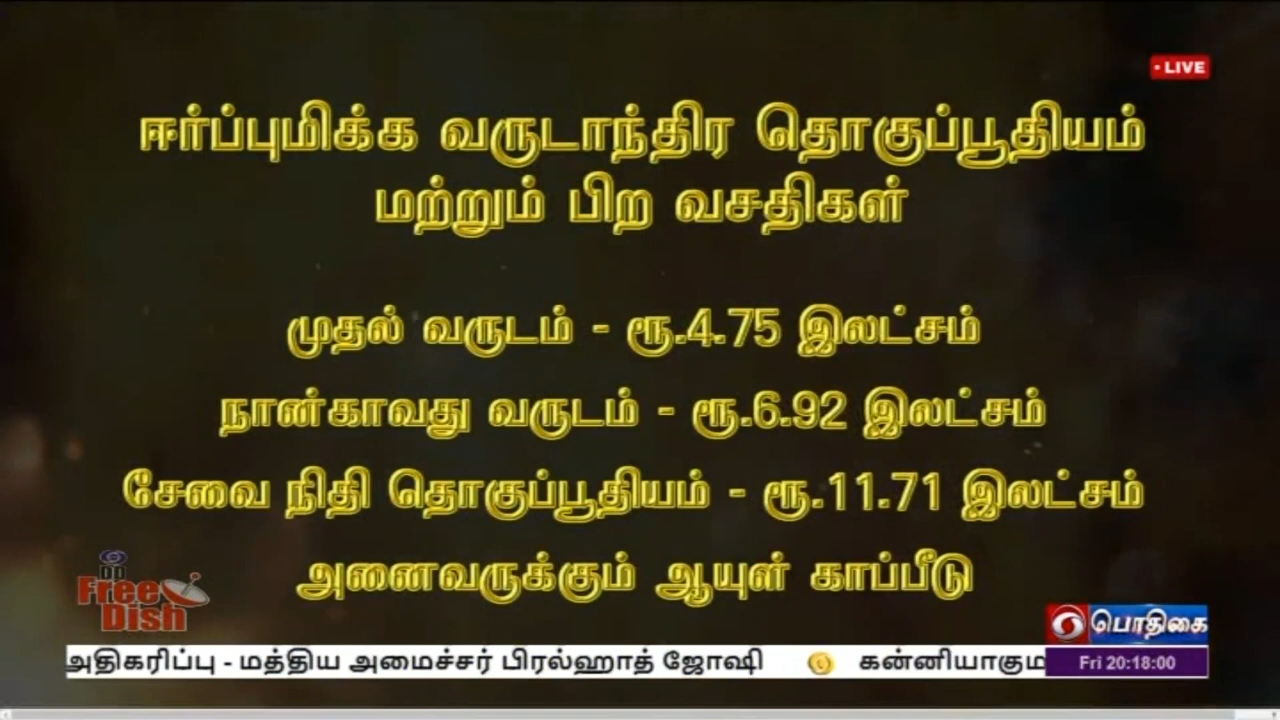 LIVE
ஈர்ப்புமிக்க வருடாந்திர தொகுப்பூதியம்
மற்றும் பிற வசதிகள்
முதல் வருடம் - ரூ.4.75 இலட்சம்
நான்காவது வருடம் - ரூ.6.92 இலட்சம்
சேவை நிதி தொகுப்பூதியம் - ரூ.11.71 இலட்சம்
அனைவருக்கும் ஆயுள் காப்பீடு
DD
Free
Dish
பொதிகை
அதிகரிப்பு - மத்திய அமைச்சர் பிரல்ஹாத் ஜோஷி கன்னியாகும
Fri 20:18:00